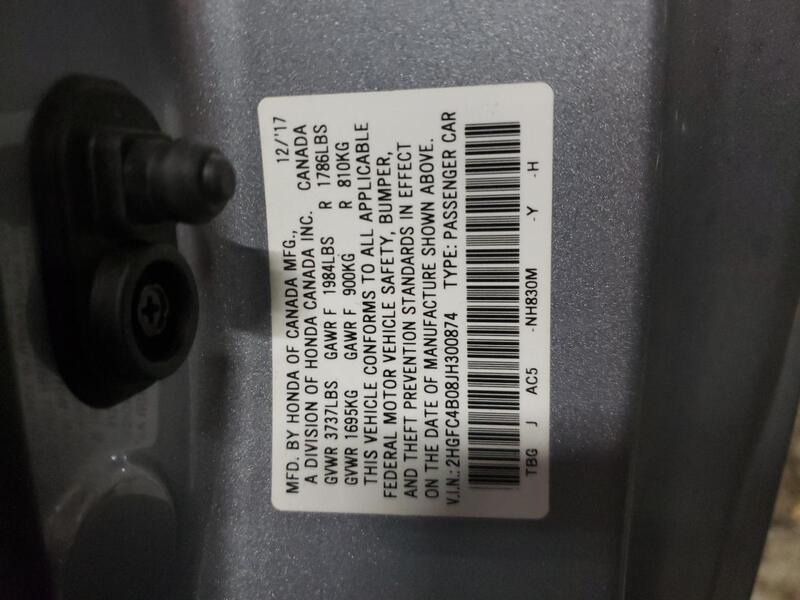 MFD. BY HONDA OF CANADA MFG., 12/'17
A DIVISION OF HONDA CANADA INC. CANADA
GVWR 3737LBS GAWR F 1984LBS R 1786LBS
GVWR 1695KG GAWR F 900KG R 810KG
THIS VEHICLE CONFORMS TO ALL APPLICABLE
FEDERAL MOTOR VEHICLE SAFETY, BUMPER,
AND THEFT PREVENTION STANDARDS IN EFFECT
ON THE DATE OF MANUFACTURE SHOWN ABOVE.
V.I.N.: 2HGFC4B08JH300874 TYPE: PASSENGER CAR
TBG J AC5 -NH830M -Y -H